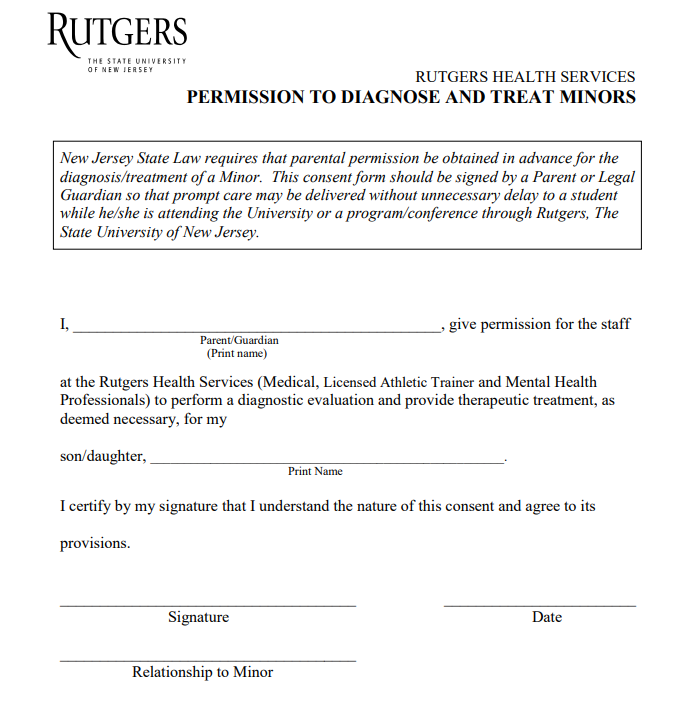 RUTGERS
THE STATE UNIVERSITY
OF NEW JERSEY
RUTGERS HEALTH SERVICES
PERMISSION TO DIAGNOSE AND TREAT MINORS
New Jersey State Law requires that parental permission be obtained in advance for the
diagnosis/treatment of a Minor.  This consent form should be signed by a Parent or Legal
Guardian so that prompt care may be delivered without unnecessary delay to a student
while he/she is attending the University or a program/conference through Rutgers, The
State University of New Jersey.
I, ______________________________________________, give permission for the staff
Parent/Guardian
(Print name)
at the Rutgers Health Services (Medical, Licensed Athletic Trainer and Mental Health
Professionals) to perform a diagnostic evaluation and provide therapeutic treatment, as
deemed necessary, for my
son/daughter, ____________________________________________.
Print Name
I certify by my signature that I understand the nature of this consent and agree to its
provisions.
_____________________________________ ________________________
Signature Date
_____________________________________
Relationship to Minor